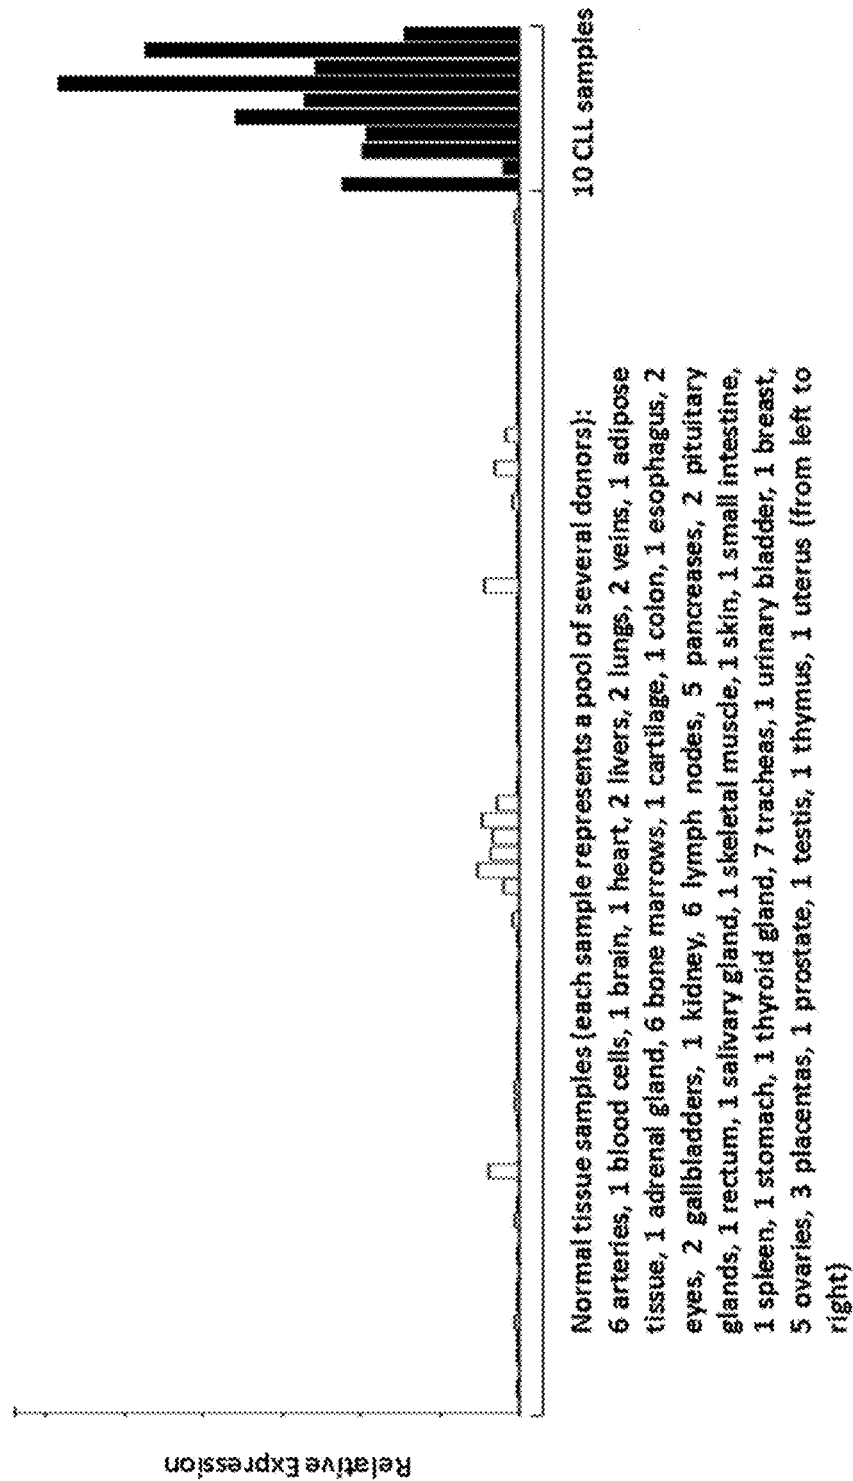 Relative Expression
10 CLL samples
Normal tissue samples (each sample represents a pool of several donors):
6 arteries, 1 blood cells, 1 brain, 1 heart, 2 livers, 2 lungs, 2 veins, 1 adipose
tissue, 1 adrenal gland, 6 bone marrows, 1 cartilage, 1 colon, 1 esophagus, 2
eyes, 2 gallbladders, 1 kidney, 6 lymph nodes, 5 pancreases, 2 pituitary
glands, 1 rectum, 1 salivary gland, 1 skeletal muscle, 1 skin, 1 small intestine,
1 spleen, 1 stomach, 1 thyroid gland, 7 tracheas, 1 urinary bladder, 1 breast,
5 ovaries, 3 placentas, 1 prostate, 1 testis, 1 thymus, 1 uterus (from left to
right)